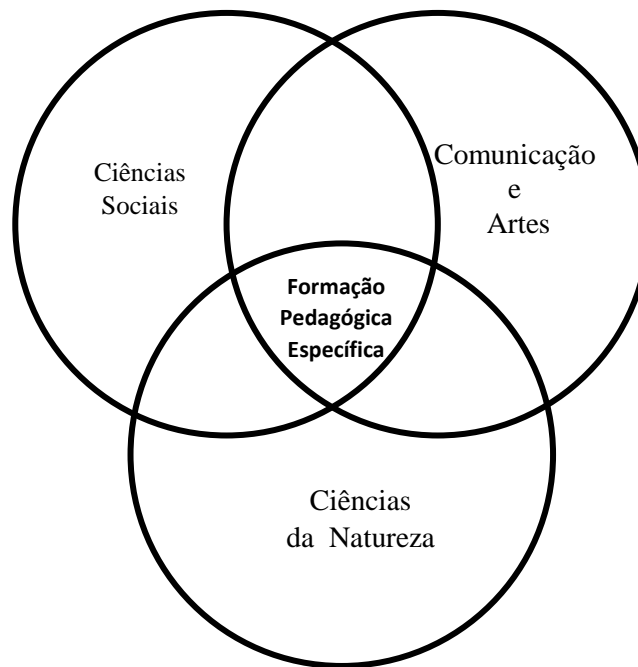 Ciências
Sociais
Comunicação
e
Artes
Formação
Pedagógica
Específica
Ciências
da Natureza